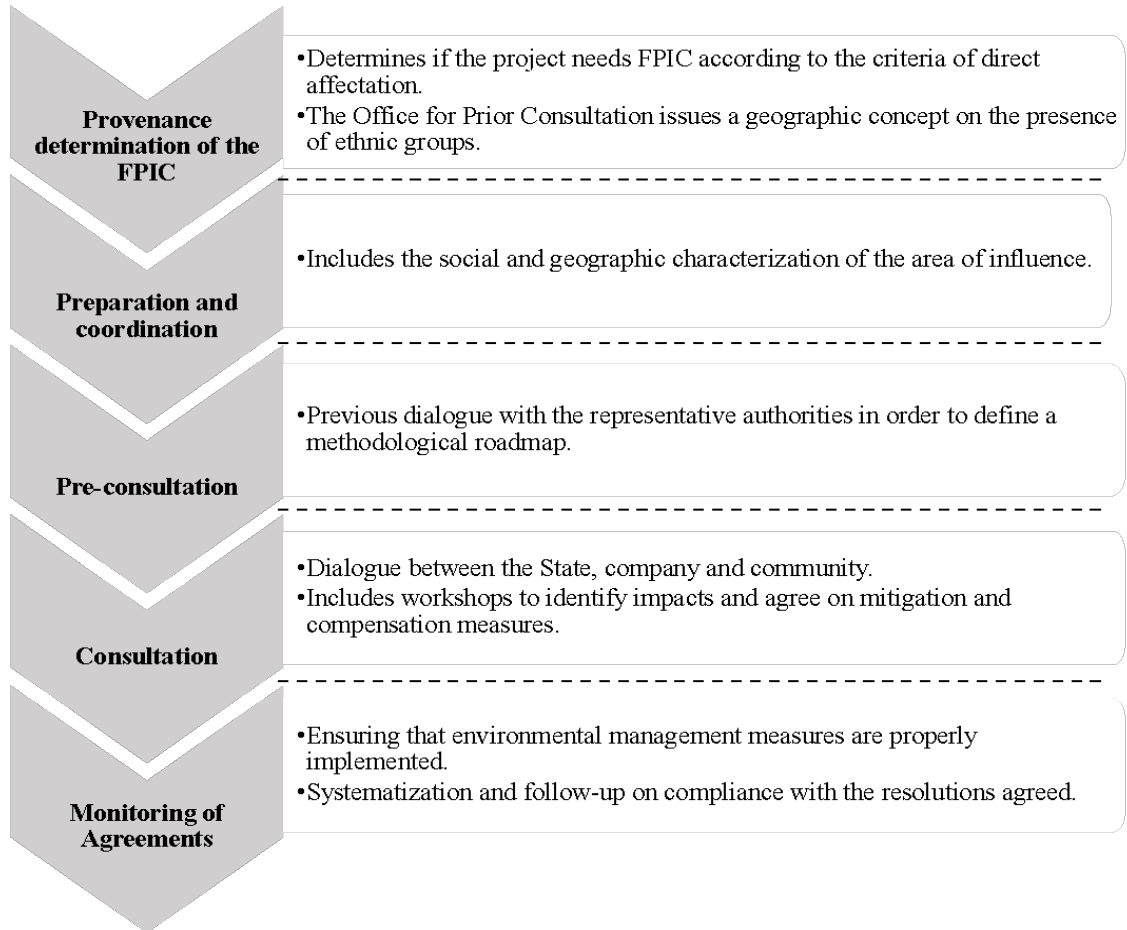 Provenance
determination of the
FPIC
•Determines if the project needs FPIC according to the criteria of direct
affectation.
•The Office for Prior Consultation issues a geographic concept on the presence
of ethnic groups.
Preparation and
coordination
•Includes the social and geographic characterization of the area of influence.
Pre-consultation
•Previous dialogue with the representative authorities in order to define a
methodological roadmap.
Consultation
•Dialogue between the State, company and community.
•Includes workshops to identify impacts and agree on mitigation and
compensation measures.
Monitoring of
Agreements
•Ensuring that environmental management measures are properly
implemented.
•Systematization and follow-up on compliance with the resolutions agreed.